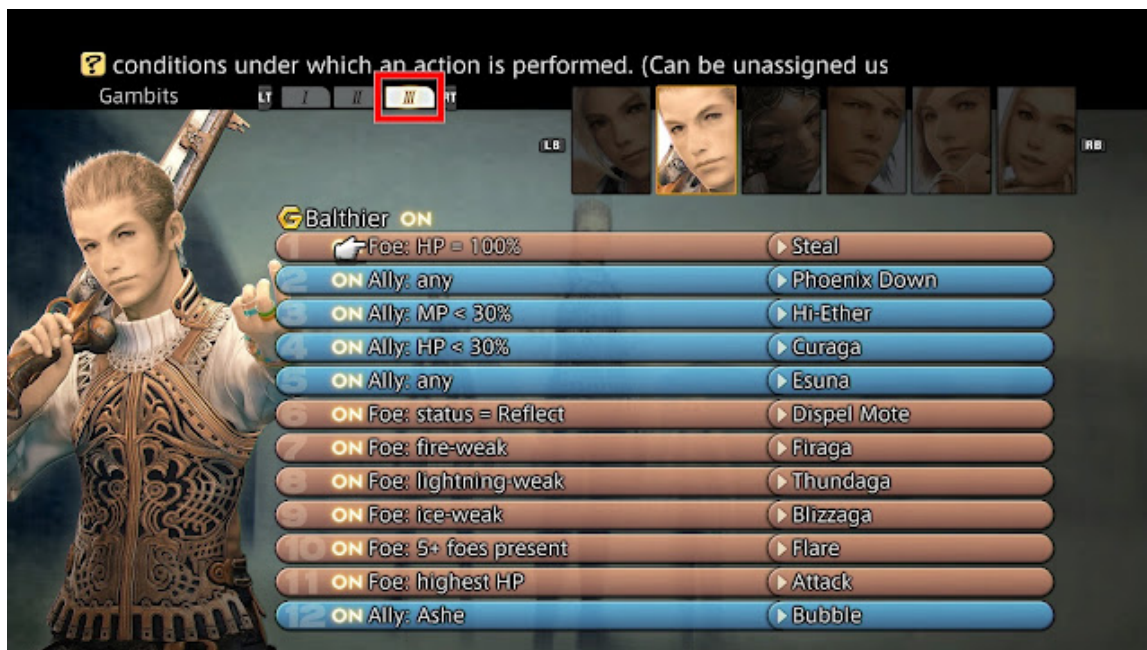 ? conditions under which an action is performed. (Can be unassigned us
Gambits LT I II III RT
LB RB
G Balthier ON
1 Foe: HP = 100% Steal
2 ON Ally: any Phoenix Down
3 ON Ally: MP < 30% Hi-Ether
4 ON Ally: HP < 30% Curaga
5 ON Ally: any Esuna
6 ON Foe: status = Reflect Dispel Mote
7 ON Foe: fire-weak Firaga
8 ON Foe: lightning-weak Thundaga
9 ON Foe: ice-weak Blizzaga
10 ON Foe: 5+ foes present Flare
11 ON Foe: highest HP Attack
12 ON Ally: Ashe Bubble